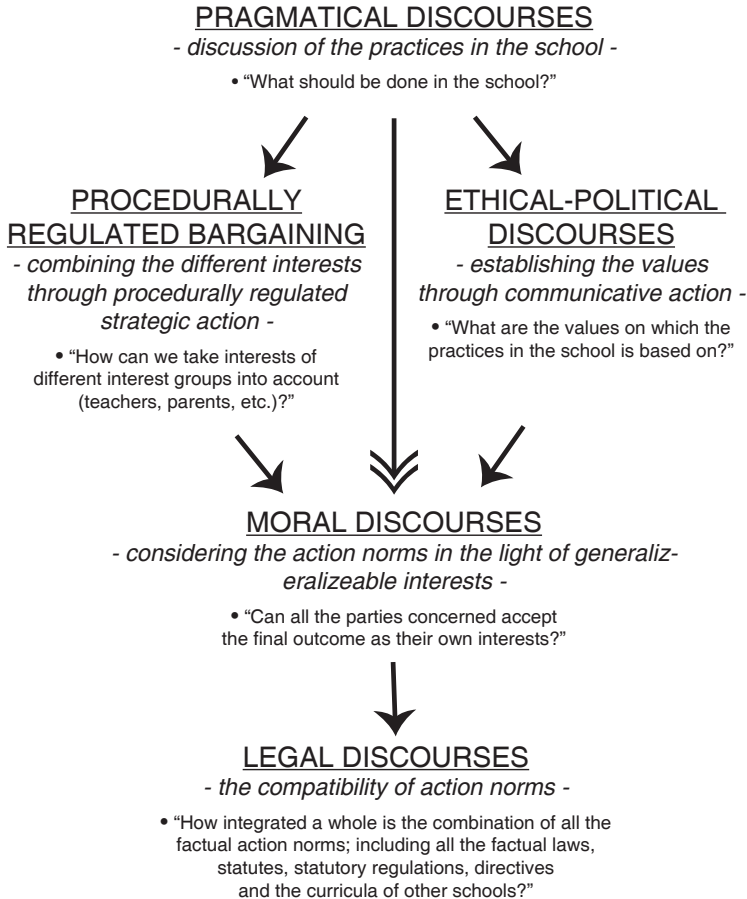 PRAGMATICAL DISCOURSES
- discussion of the practices in the school -
• “What should be done in the school?”
PROCEDURALLY
REGULATED BARGAINING
- combining the different interests
through procedurally regulated
strategic action -
• “How can we take interests of
different interest groups into account
(teachers, parents, etc.)?”
ETHICAL-POLITICAL
DISCOURSES
- establishing the values
through communicative action -
• “What are the values on which the
practices in the school is based on?”
MORAL DISCOURSES
- considering the action norms in the light of generaliz-
eralizeable interests -
• “Can all the parties concerned accept
the final outcome as their own interests?”
LEGAL DISCOURSES
- the compatibility of action norms -
• “How integrated a whole is the combination of all the
factual action norms; including all the factual laws,
statutes, statutory regulations, directives
and the curricula of other schools?”